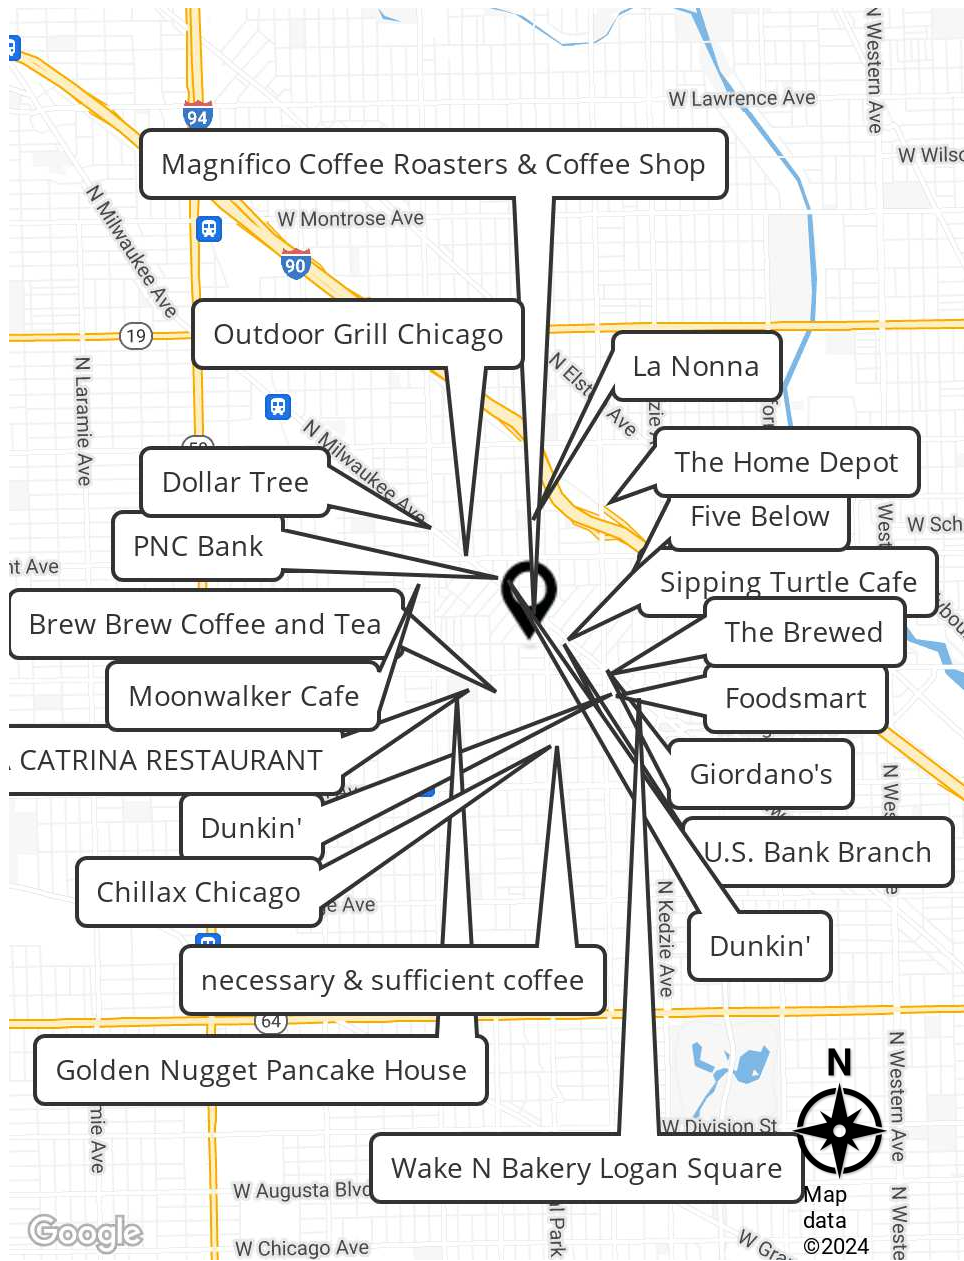 N Western Ave
W Lawrence Ave
94
Magnífico Coffee Roasters & Coffee Shop
N Milwaukee Ave
W Montrose Ave
90
Outdoor Grill Chicago
19
La Nonna
N Laramie Ave
N Milwaukee Ave
The Home Depot
Dollar Tree
Five Below
PNC Bank
W Sch
nt Ave
Sipping Turtle Cafe
Brew Brew Coffee and Tea
The Brewed
Moonwalker Cafe
Foodsmart
CATRINA RESTAURANT
Giordano's
Dunkin'
U.S. Bank Branch
Chillax Chicago
N Kedzie Ave
Dunkin'
necessary & sufficient coffee
64
Golden Nugget Pancake House
N
N Western Ave
W Division St
Wake N Bakery Logan Square
W Augusta Blvd
Map
data
©2024
Google
W Chicago Ave